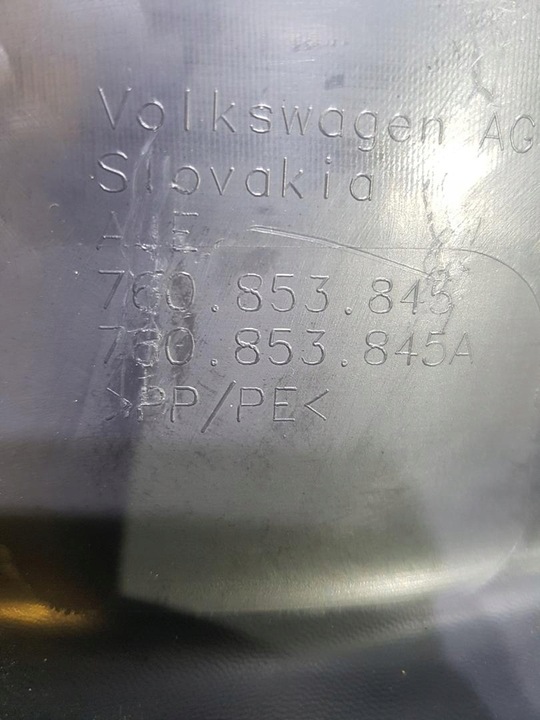 Volkswagen AG
Slovakia
760.853.845
760.853.845A
>PP/PE<